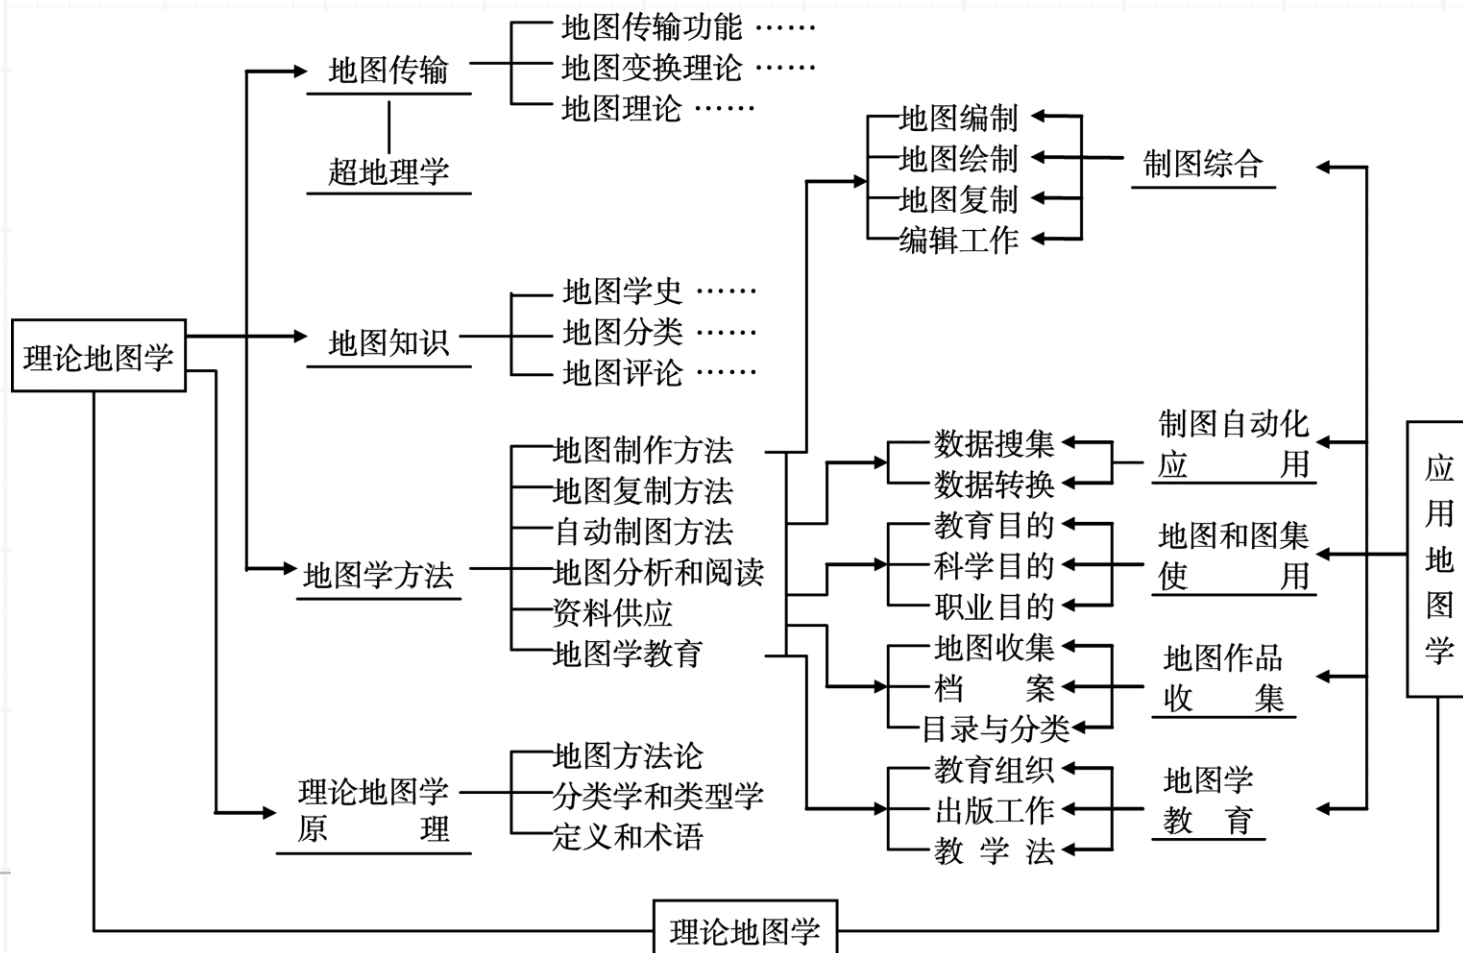 地图传输功能 ……
地图变换理论 ……
地图理论 ……
地图传输
超地理学
地图编制
地图绘制
地图复制
编辑工作
制图综合
理论地图学
地图知识
地图学史 ……
地图分类 ……
地图评论 ……
地图学方法
地图制作方法
地图复制方法
自动制图方法
地图分析和阅读
资料供应
地图学教育
数据搜集
数据转换
制图自动化
应 用
教育目的
科学目的
职业目的
地图和图集
使 用
地图收集
档 案
目录与分类
地图作品
收 集
教育组织
出版工作
教 学 法
地图学
教 育
应
用
地
图
学
理论地图学
原 理
地图方法论
分类学和类型学
定义和术语
理论地图学